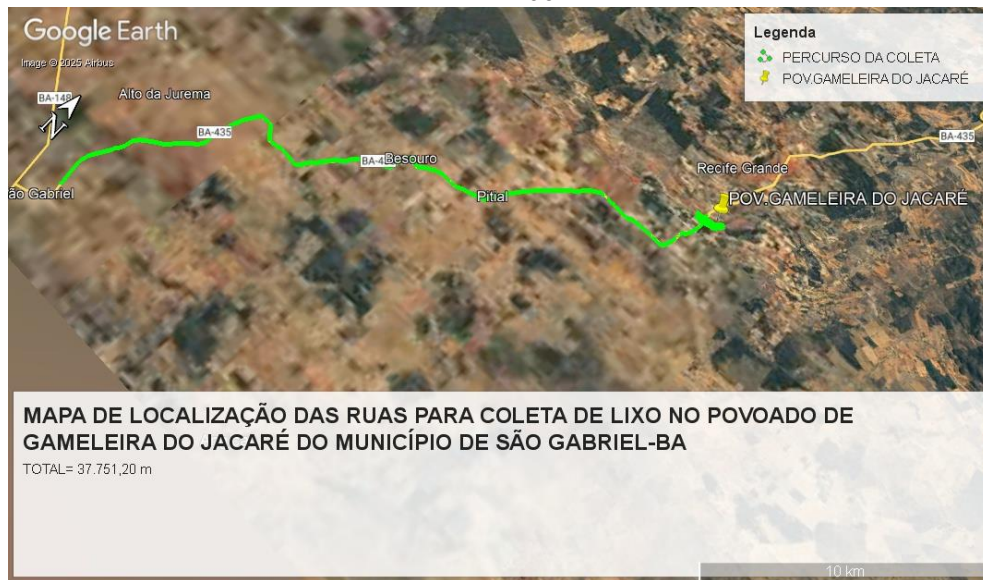 Google Earth
Image © 2025 Airbus
Legenda
PERCURSO DA COLETA
POV.GAMELEIRA DO JACARÉ
BA-148
Alto da Jurema
N
BA-435
BA-435
BA-4
Besouro
Recife Grande
ão Gabriel
Pitial
POV.GAMELEIRA DO JACARÉ
MAPA DE LOCALIZAÇÃO DAS RUAS PARA COLETA DE LIXO NO POVOADO DE
GAMELEIRA DO JACARÉ DO MUNICÍPIO DE SÃO GABRIEL-BA
TOTAL= 37.751,20 m
10 km